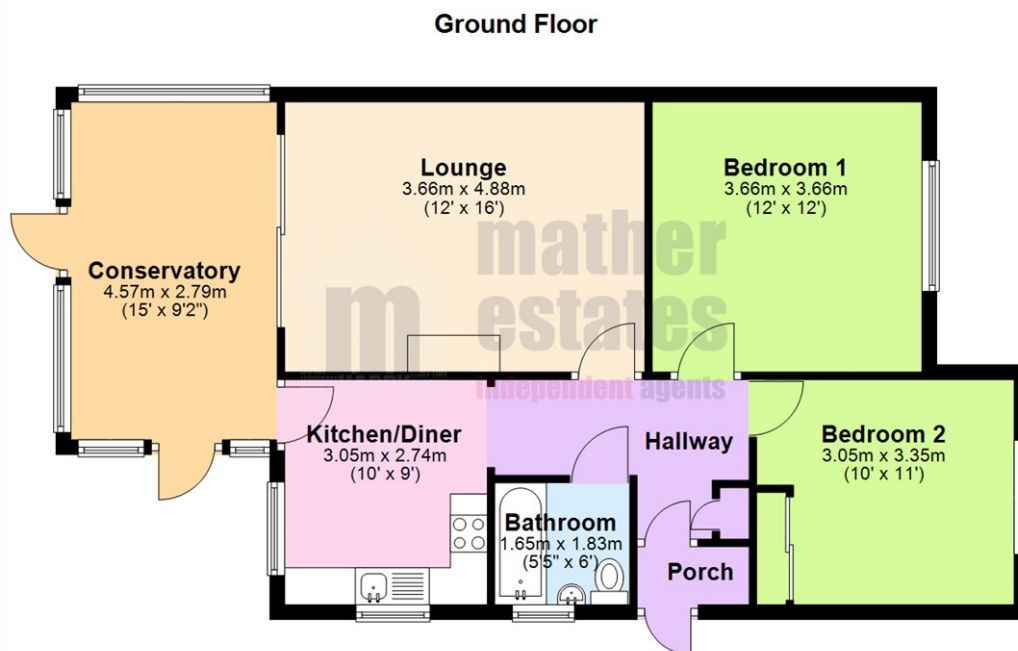 Ground Floor
Lounge
3.66m x 4.88m
(12' x 16')
Bedroom 1
3.66m x 3.66m
(12' x 12')
mather
estates
m
independent agents
Conservatory
4.57m x 2.79m
(15' x 9'2")
Kitchen/Diner
3.05m x 2.74m
(10' x 9')
Hallway
Bedroom 2
3.05m x 3.35m
(10' x 11')
Bathroom
1.65m x 1.83m
(5'5" x 6')
Porch